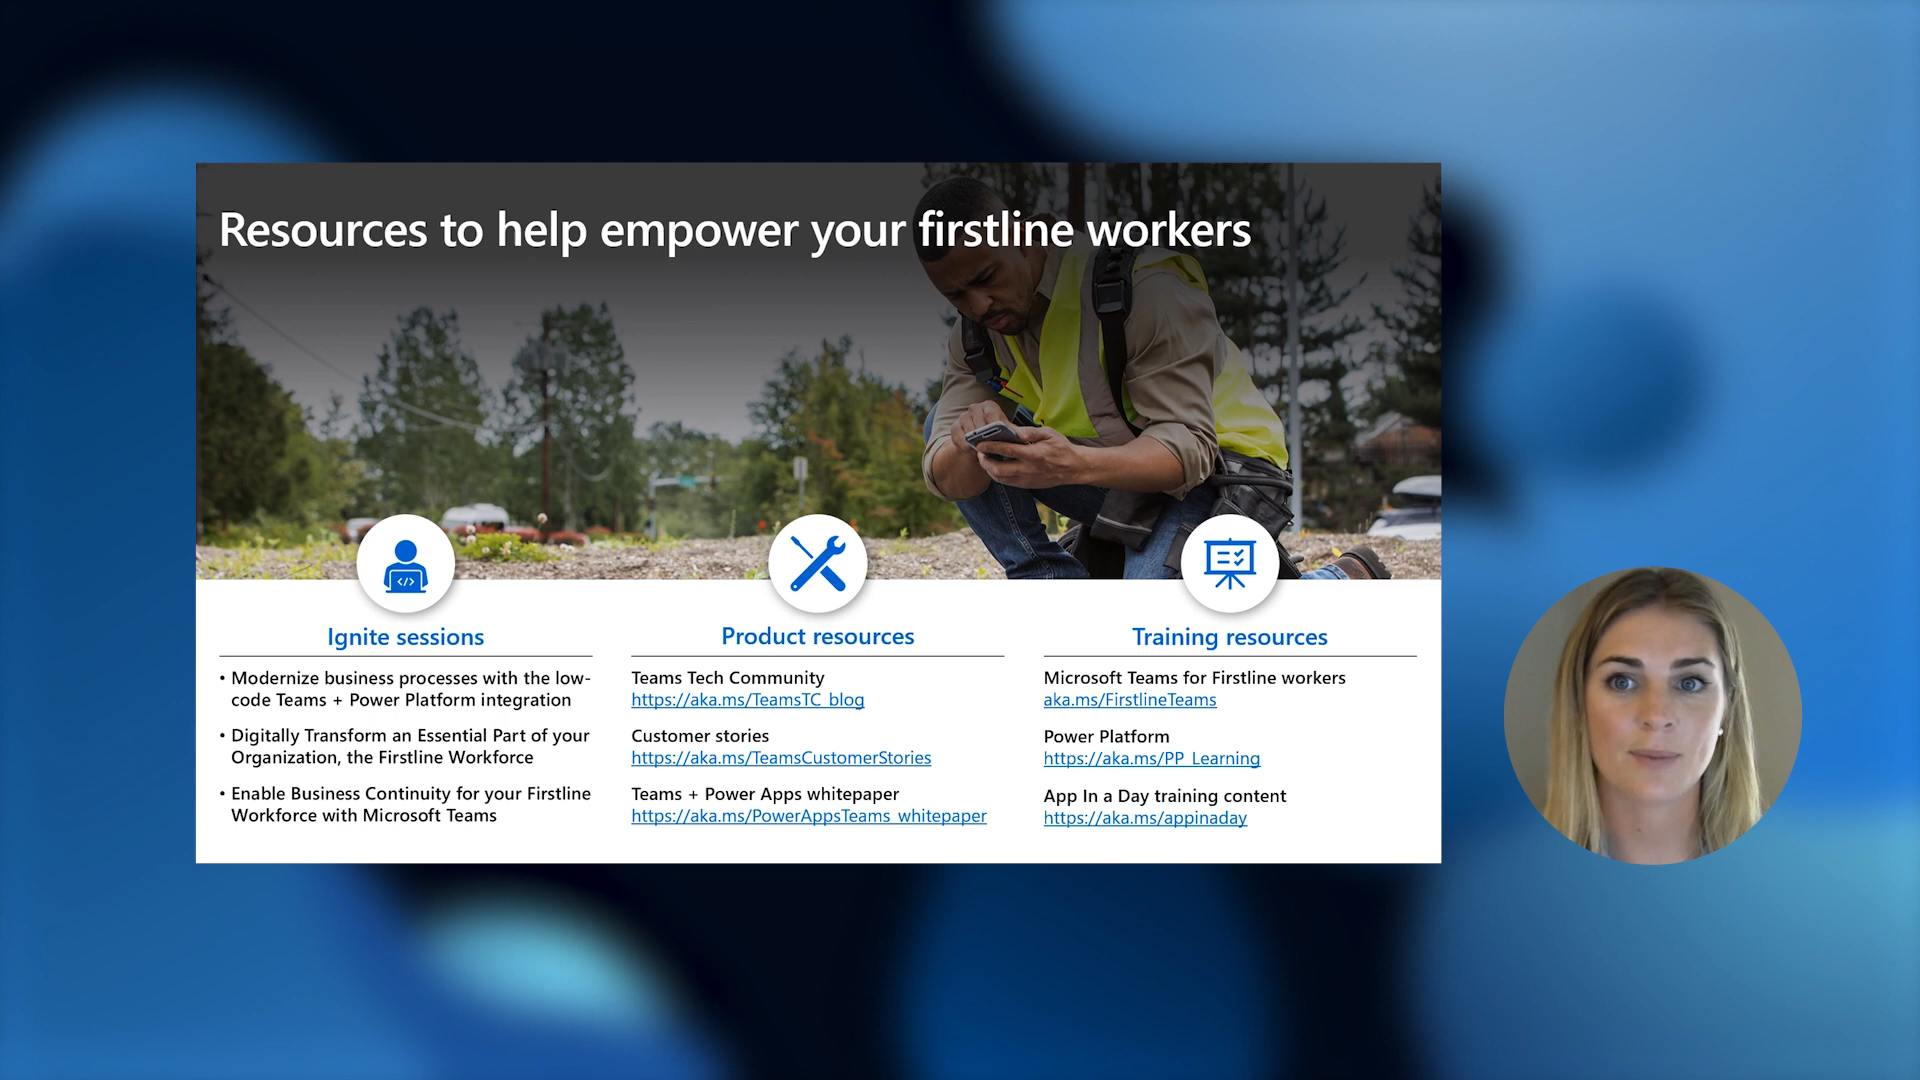 Resources to help empower your firstline workers
Ignite sessions
• Modernize business processes with the low-
code Teams + Power Platform integration
• Digitally Transform an Essential Part of your
Organization, the Firstline Workforce
• Enable Business Continuity for your Firstline
Workforce with Microsoft Teams
Product resources
Teams Tech Community
https://aka.ms/TeamsTC_blog
Customer stories
https://aka.ms/TeamsCustomerStories
Teams + Power Apps whitepaper
https://aka.ms/PowerAppsTeams_whitepaper
Training resources
Microsoft Teams for Firstline workers
aka.ms/FirstlineTeams
Power Platform
https://aka.ms/PP_Learning
App In a Day training content
https://aka.ms/appinaday